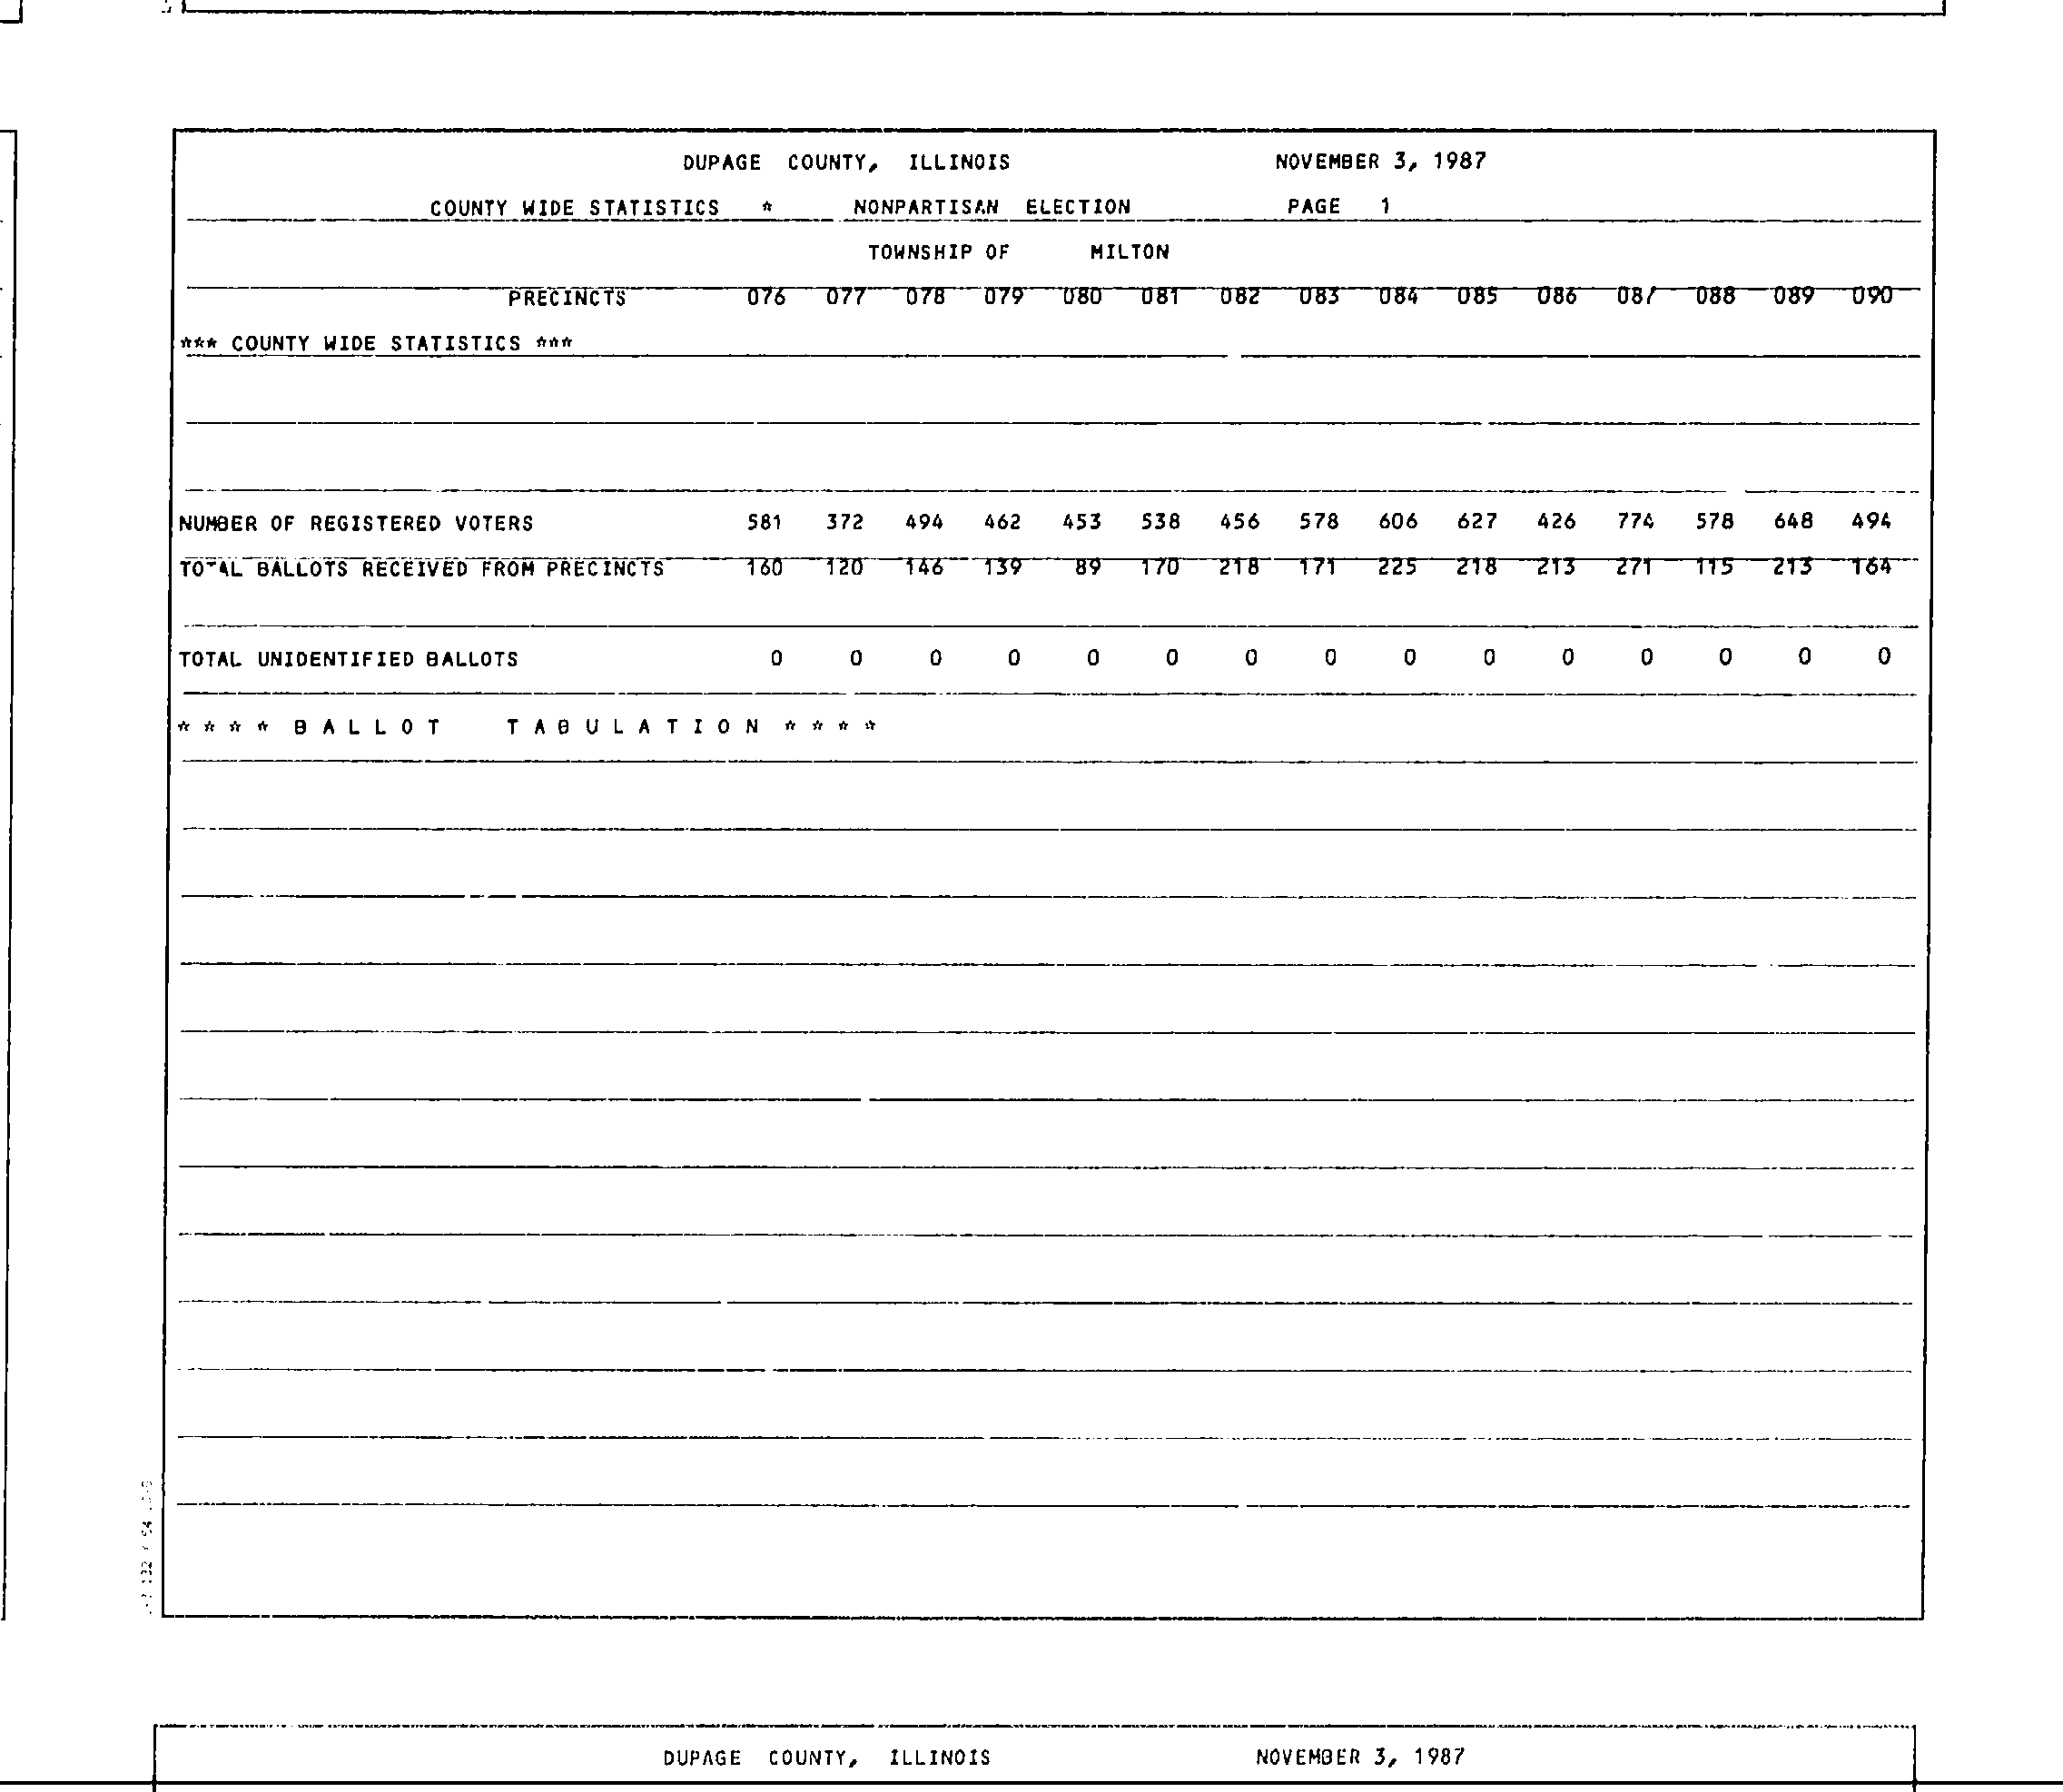 DUPAGE COUNTY, ILLINOIS NOVEMBER 3, 1987
COUNTY WIDE STATISTICS * NONPARTISAN ELECTION PAGE 1
TOWNSHIP OF MILTON
PRECINCTS 076 077 078 079 080 081 082 083 084 085 086 087 088 089 090
*** COUNTY WIDE STATISTICS ***
NUMBER OF REGISTERED VOTERS 581 372 494 462 453 538 456 578 606 627 426 774 578 648 494
TOTAL BALLOTS RECEIVED FROM PRECINCTS 160 120 146 139 89 170 218 171 225 218 213 271 115 213 164
TOTAL UNIDENTIFIED BALLOTS 0 0 0 0 0 0 0 0 0 0 0 0 0 0 0
* * * * B A L L O T T A B U L A T I O N * * * *
DUPAGE COUNTY, ILLINOIS NOVEMBER 3, 1987